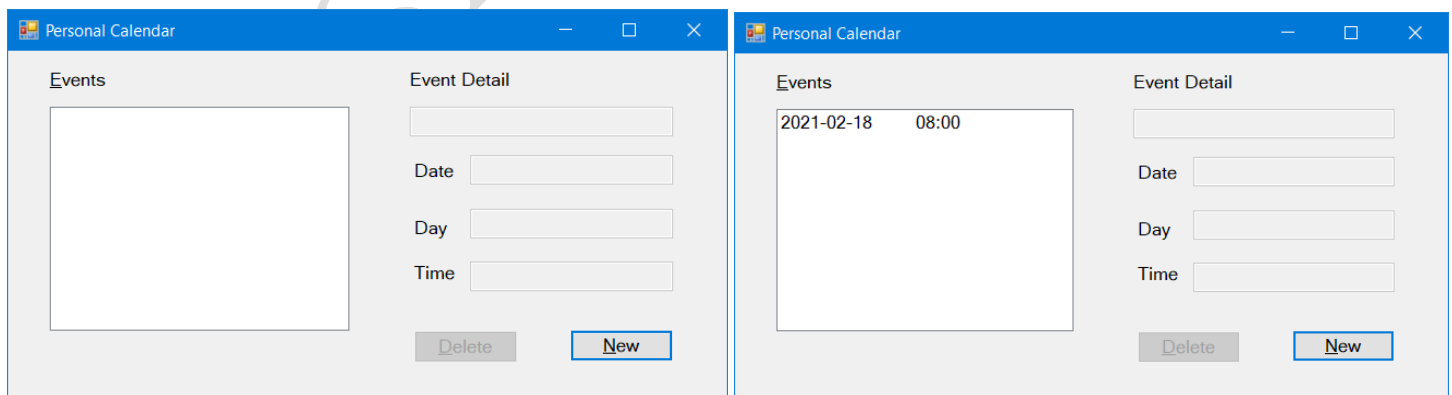 Personal Calendar
Events
Event Detail
Date
Day
Time
Delete
New
Personal Calendar
Events
Event Detail
2021-02-18 08:00
Date
Day
Time
Delete
New